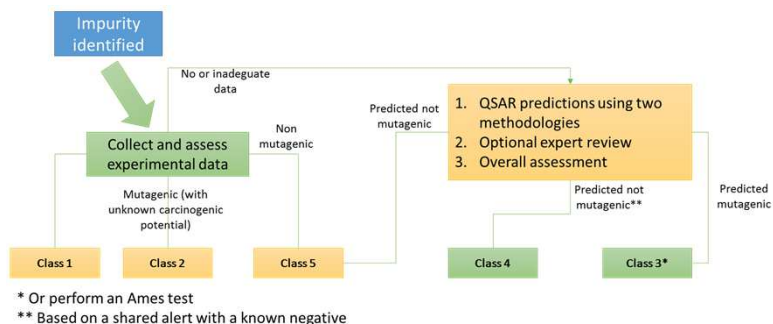 Impurity
identified
No or inadeguate
data
Predicted not
mutagenic
1. QSAR predictions using two
methodologies
2. Optional expert review
3. Overall assessment
Collect and assess
experimental data
Non
mutagenic
Mutagenic (with
unknown carcinogenic
potential)
Predicted not
mutagenic**
Predicted
mutagenic
Class 1
Class 2
Class 5
Class 4
Class 3*
* Or perform an Ames test
** Based on a shared alert with a known negative